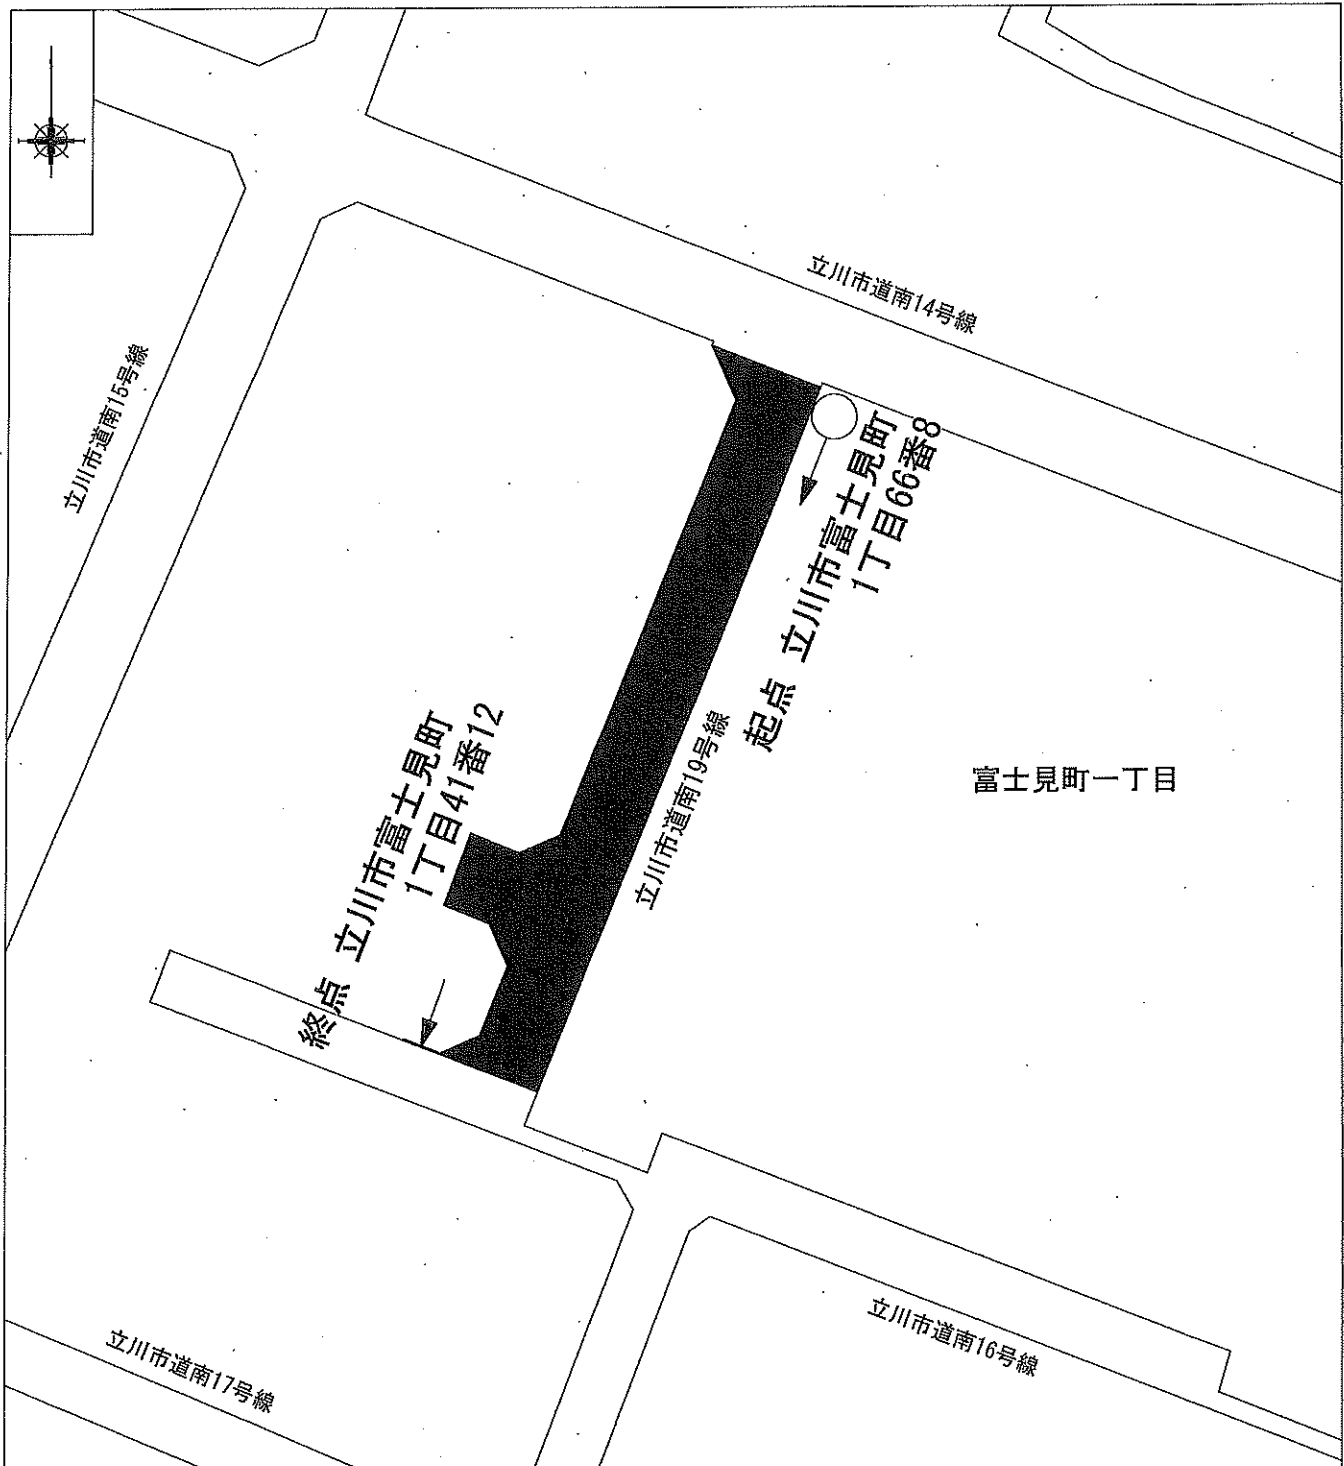 立川市道南14号線
立川市道南15号線
起点 立川市富士見町
1丁目66番8
立川市道南19号線
富士見町一丁目
終点 立川市富士見町
1丁目41番12
立川市道南16号線
立川市道南17号線